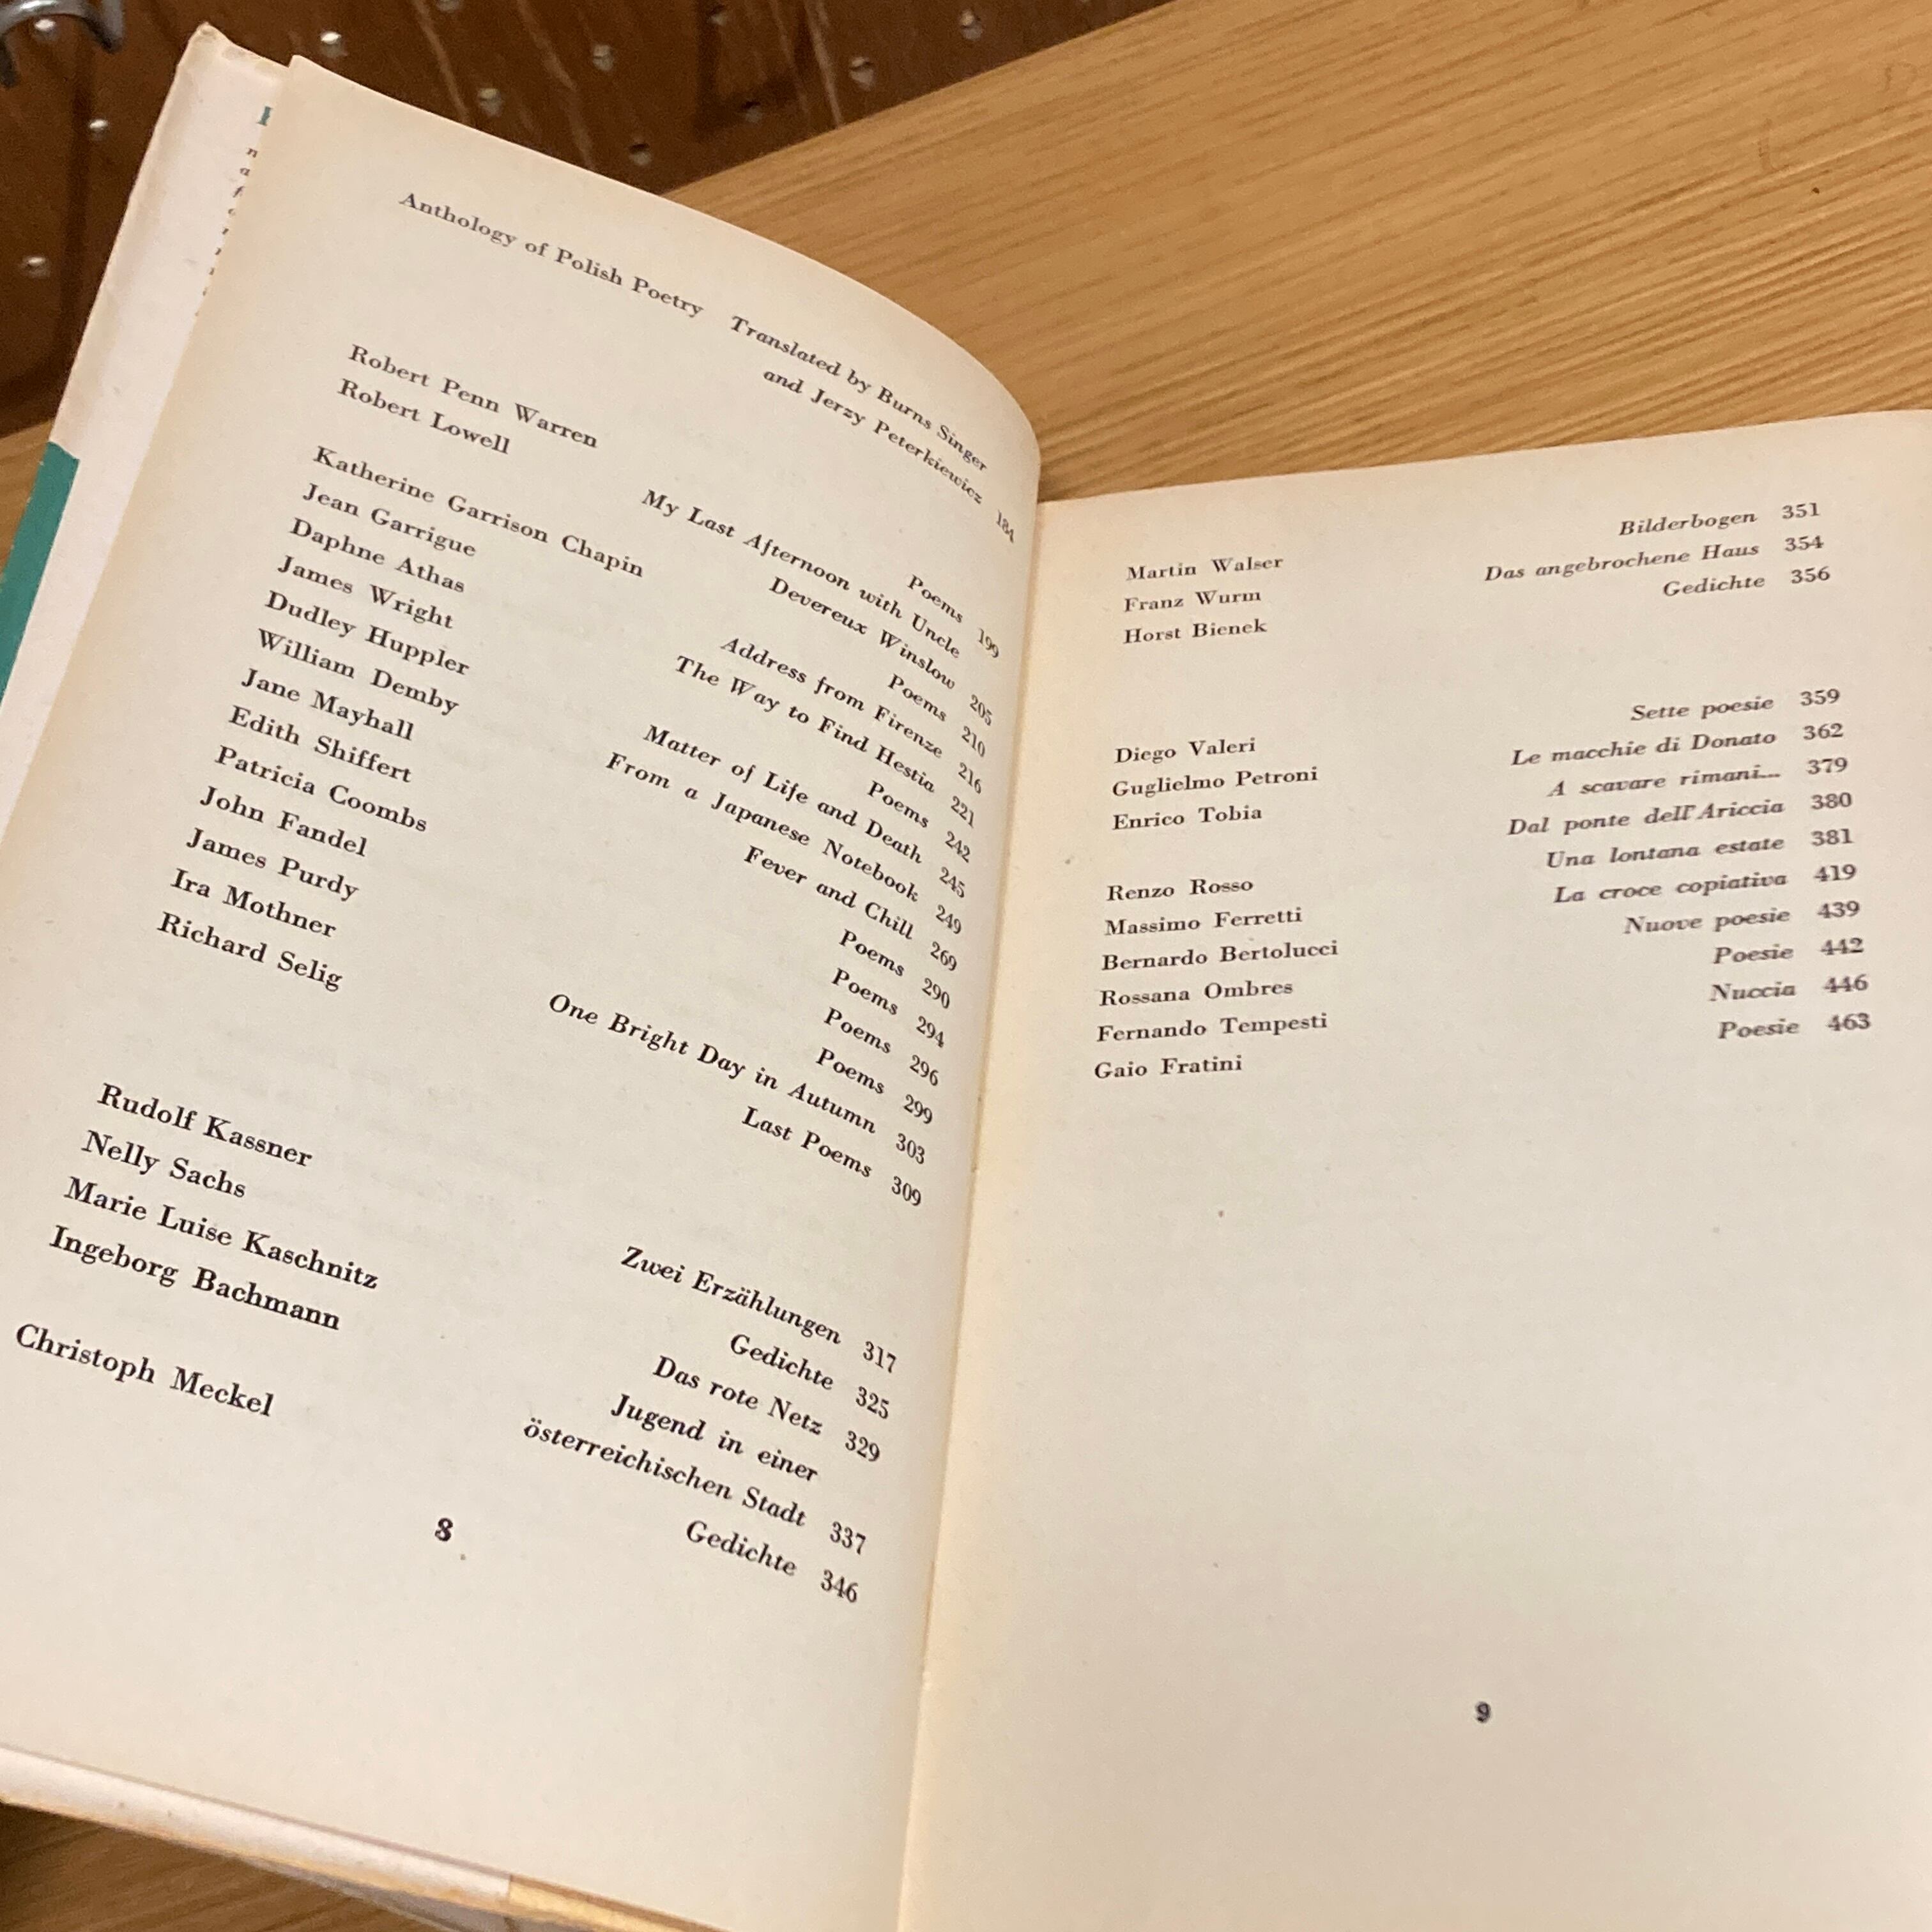 Anthology of Polish Poetry Translated by Burns Singer
and Jerzy Peterkiewicz 184
Robert Penn Warren Poems 199
Robert Lowell My Last Afternoon with Uncle
Devereux Winslow 205
Katherine Garrison Chapin Poems 210
Jean Garrigue Address from Firenze 216
Daphne Athas The Way to Find Hestia 221
James Wright Poems 242
Dudley Huppler Matter of Life and Death 245
William Demby From a Japanese Notebook 249
Jane Mayhall Fever and Chill 269
Edith Shiffert Poems 290
Patricia Coombs Poems 294
John Fandel Poems 296
James Purdy Poems 299
Ira Mothner One Bright Day in Autumn 303
Richard Selig Last Poems 309
Rudolf Kassner Zwei Erzählungen 317
Nelly Sachs Gedichte 325
Marie Luise Kaschnitz Das rote Netz 329
Ingeborg Bachmann Jugend in einer
österreichischen Stadt 337
Christoph Meckel Gedichte 346
8
Martin Walser Bilderbogen 351
Franz Wurm Das angebrochene Haus 354
Horst Bienek Gedichte 356
Diego Valeri Sette poesie 359
Guglielmo Petroni Le macchie di Donato 362
Enrico Tobia A scavare rimani... 379
Dal ponte dell'Ariccia 380
Renzo Rosso Una lontana estate 381
Massimo Ferretti La croce copiativa 419
Bernardo Bertolucci Nuove poesie 439
Rossana Ombres Poesie 442
Fernando Tempesti Nuccia 446
Gaio Fratini Poesie 463
9